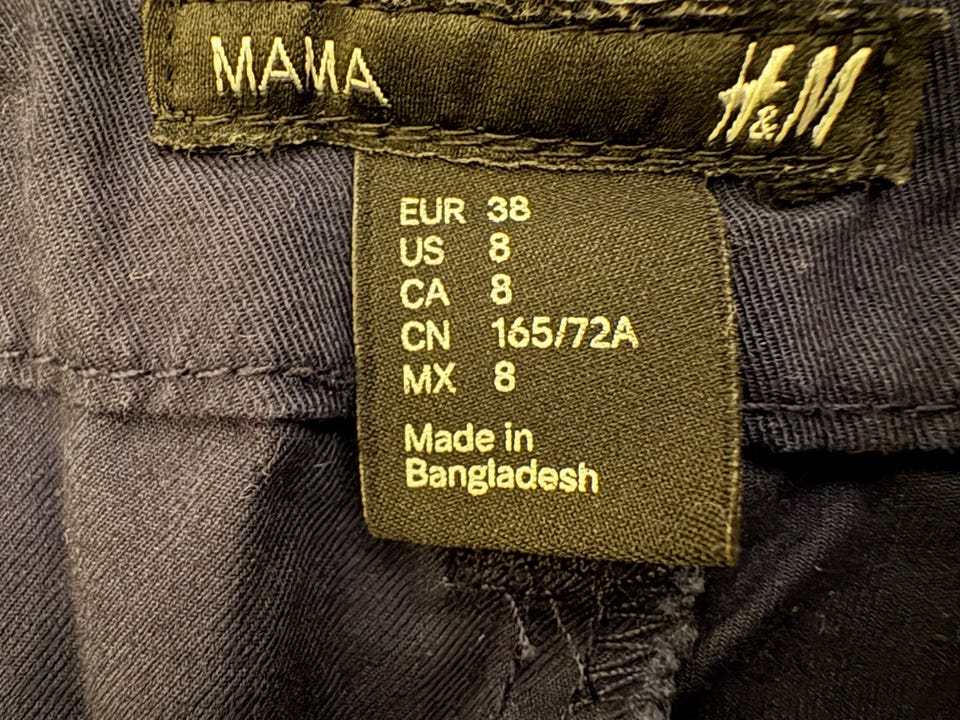 MAMA H&M
EUR 38
US 8
CA 8
CN 165/72A
MX 8
Made in
Bangladesh